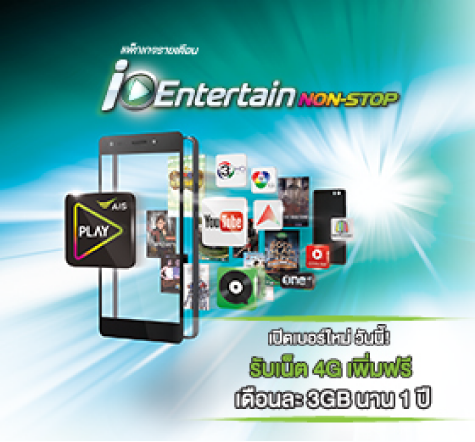 แพ็กเกจรายเดือน
iEntertain NON-STOP
AIS
PLAY
3
7
YouTube
one
เปิดเบอร์ใหม่ วันนี้!
รับเน็ต 4G เพิ่มฟรี
เดือนละ 3GB นาน 1 ปี